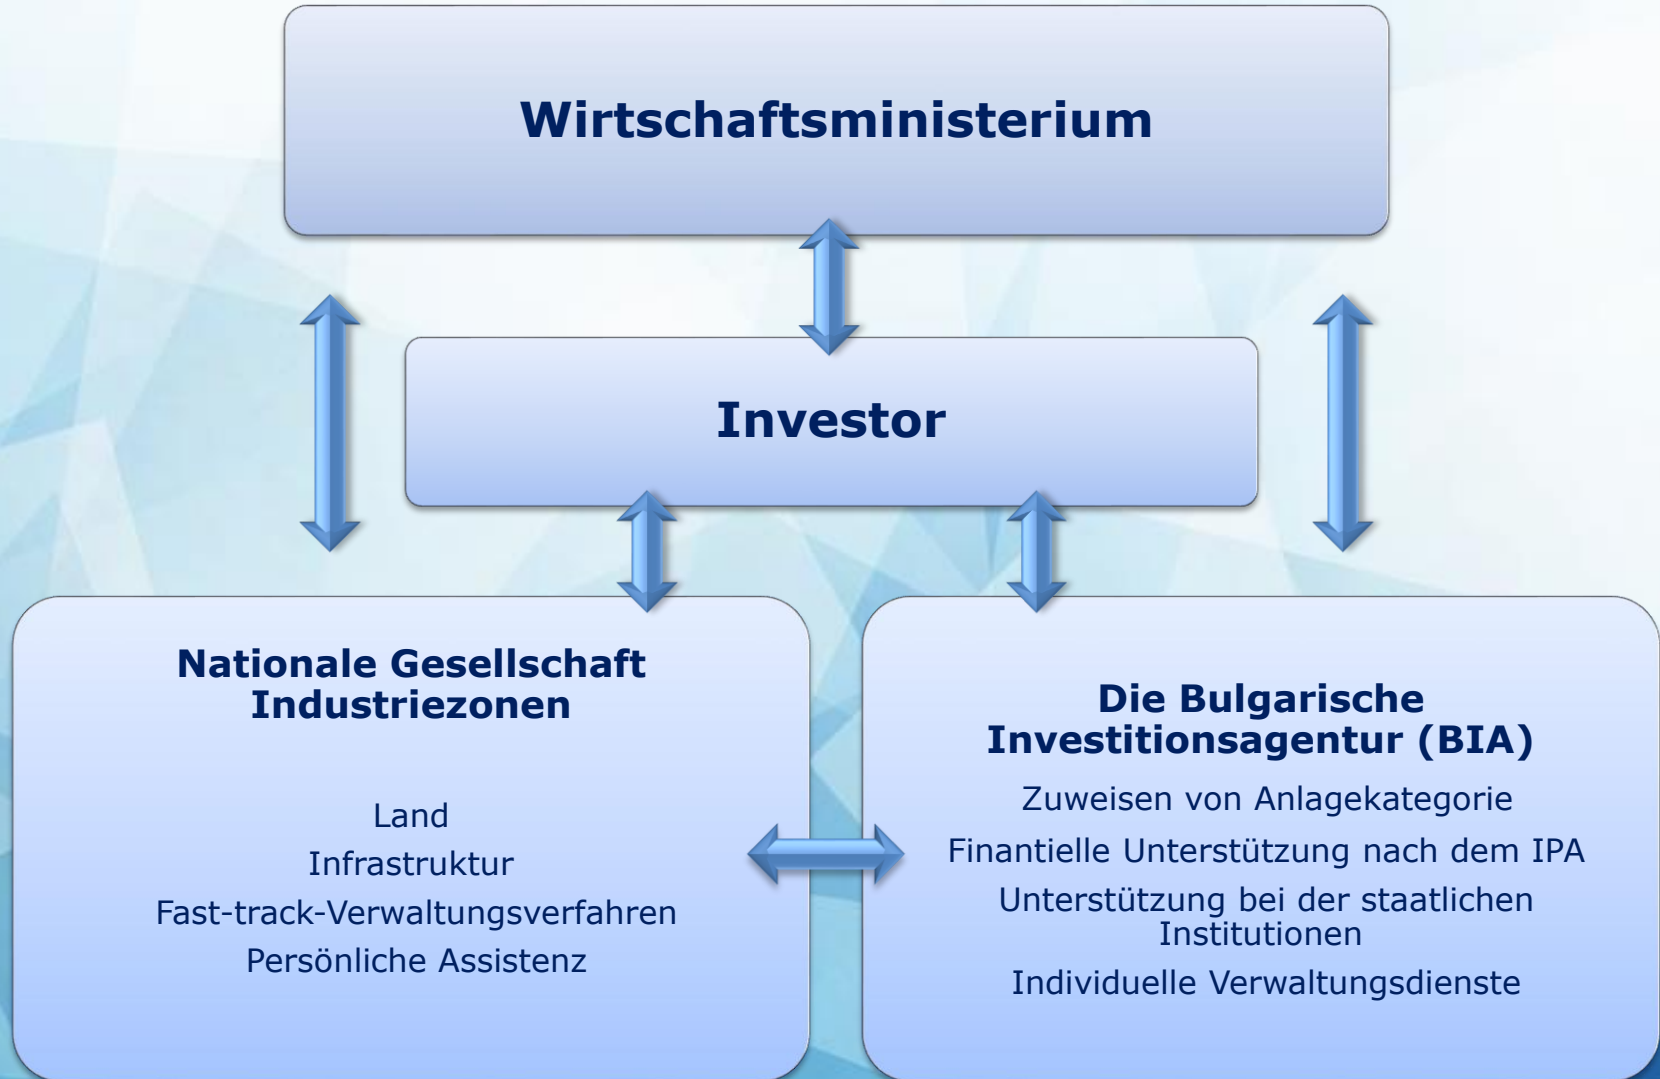 Wirtschaftsministerium
Investor
Nationale Gesellschaft
Industriezonen
Land
Infrastruktur
Fast-track-Verwaltungsverfahren
Persönliche Assistenz
Die Bulgarische
Investitionsagentur (BIA)
Zuweisen von Anlagekategorie
Finantielle Unterstützung nach dem IPA
Unterstützung bei der staatlichen
Institutionen
Individuelle Verwaltungsdienste